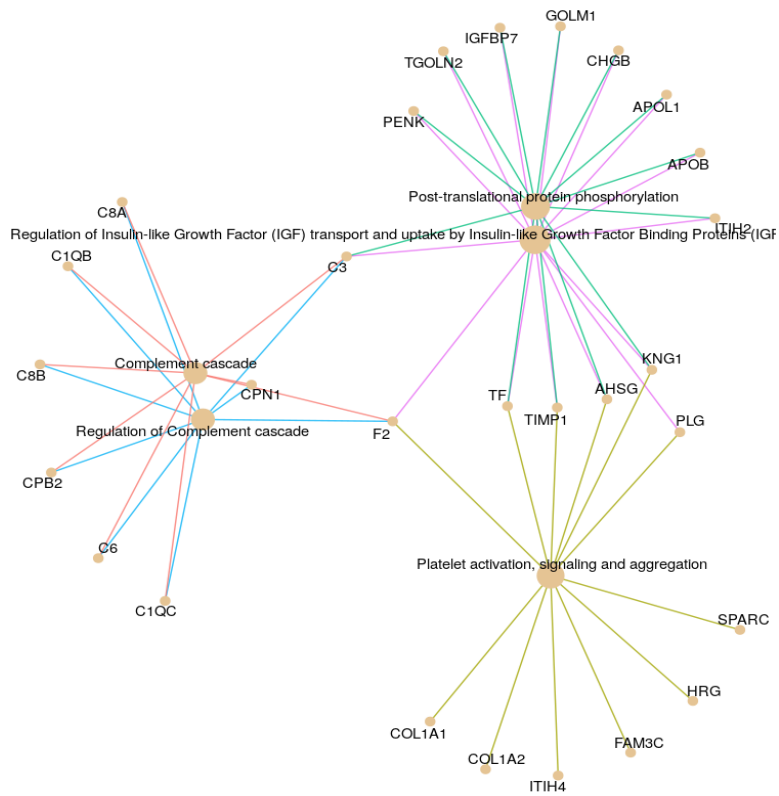 GOLM1
IGFBP7
CHGB
TGOLN2
APOL1
PENK
APOB
Post-translational protein phosphorylation
C8A
ITIH2
Regulation of Insulin-like Growth Factor (IGF) transport and uptake by Insulin-like Growth Factor Binding Proteins (IGF
C1QB
C3
KNG1
Complement cascade
C8B
CPN1
AHSG
TF
TIMP1
PLG
Regulation of Complement cascade
F2
CPB2
C6
Platelet activation, signaling and aggregation
C1QC
SPARC
HRG
COL1A1
FAM3C
COL1A2
ITIH4